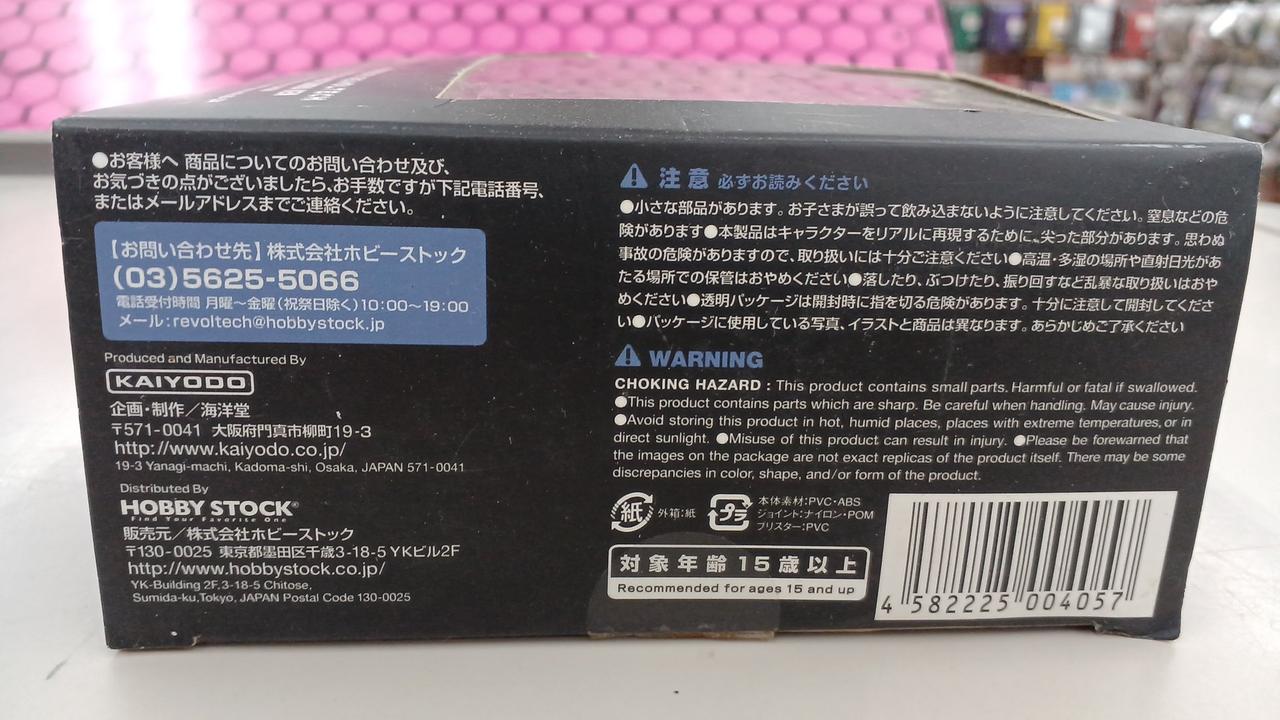 ●お客様へ 商品についてのお問い合わせ及び、
お気づきの点がございましたら、お手数ですが下記電話番号、
またはメールアドレスまでご連絡ください。
【お問い合わせ先】株式会社ホビーストック
(03)5625-5066
電話受付時間 月曜～金曜(祝祭日除く)10:00～19:00
メール:revoltech@hobbystock.jp
Produced and Manufactured By
KAIYODO
企画・制作／海洋堂
〒571-0041 大阪府門真市柳町19-3
http://www.kaiyodo.co.jp/
19-3 Yanagi-machi, Kadoma-shi, Osaka, JAPAN 571-0041
Distributed By
HOBBY STOCK®
Find Your Favorite One
販売元／株式会社ホビーストック
〒130-0025 東京都墨田区千歳3-18-5 YKビル2F
http://www.hobbystock.co.jp/
YK-Building 2F,3-18-5 Chitose,
Sumida-ku,Tokyo, JAPAN Postal Code 130-0025
注意 必ずお読みください
●小さな部品があります。お子さまが誤って飲み込まないように注意してください。窒息などの危
険があります●本製品はキャラクターをリアルに再現するために、尖った部分があります。思わぬ
事故の危険がありますので、取り扱いには十分ご注意ください●高温・多湿の場所や直射日光があ
たる場所での保管はおやめください●落したり、ぶつけたり、振り回すなど乱暴な取り扱いはおや
めください●透明パッケージは開封時に指を切る危険があります。十分に注意して開封してくださ
い●パッケージに使用している写真、イラストと商品は異なります。あらかじめご了承ください
WARNING
CHOKING HAZARD : This product contains small parts. Harmful or fatal if swallowed.
●This product contains parts which are sharp. Be careful when handling. May cause injury.
●Avoid storing this product in hot, humid places, places with extreme temperatures, or in
direct sunlight. ●Misuse of this product can result in injury. ●Please be forewarned that
the images on the package are not exact replicas of the product itself. There may be some
discrepancies in color, shape, and/or form of the product.
紙 外箱:紙
プラ
本体素材:PVC・ABS
ジョイント:ナイロン・POM
ブリスター:PVC
対象年齢15歳以上
Recommended for ages 15 and up
4 582225 004057